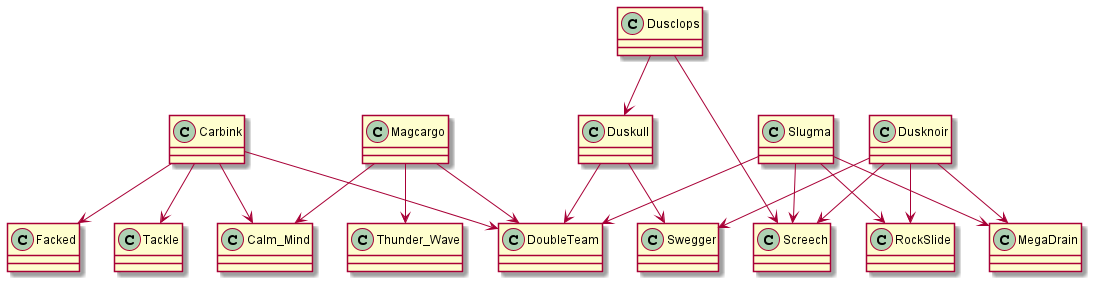 C Dusclops
C Carbink
C Magcargo
C Duskull
C Slugma
C Dusknoir
C Facked
C Tackle
C Calm_Mind
C Thunder_Wave
C DoubleTeam
C Swegger
C Screech
C RockSlide
C MegaDrain